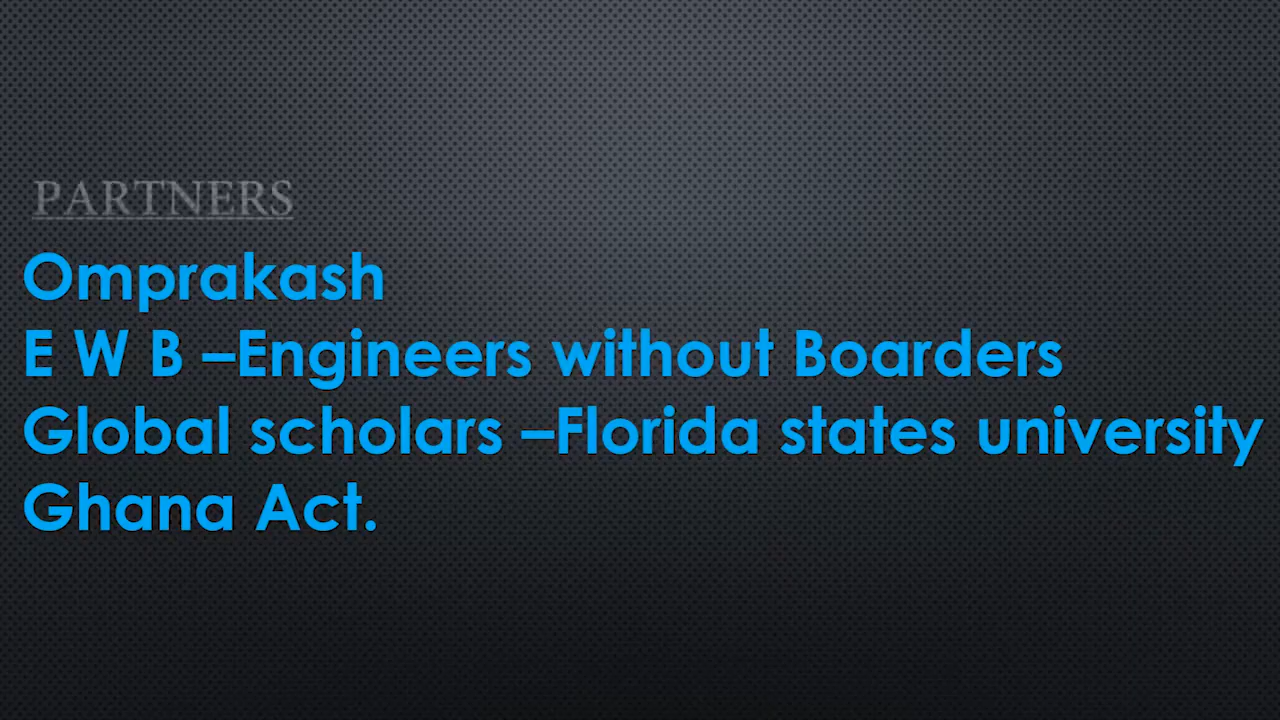 PARTNERS
Omprakash
E W B –Engineers without Boarders
Global scholars –Florida states university
Ghana Act.